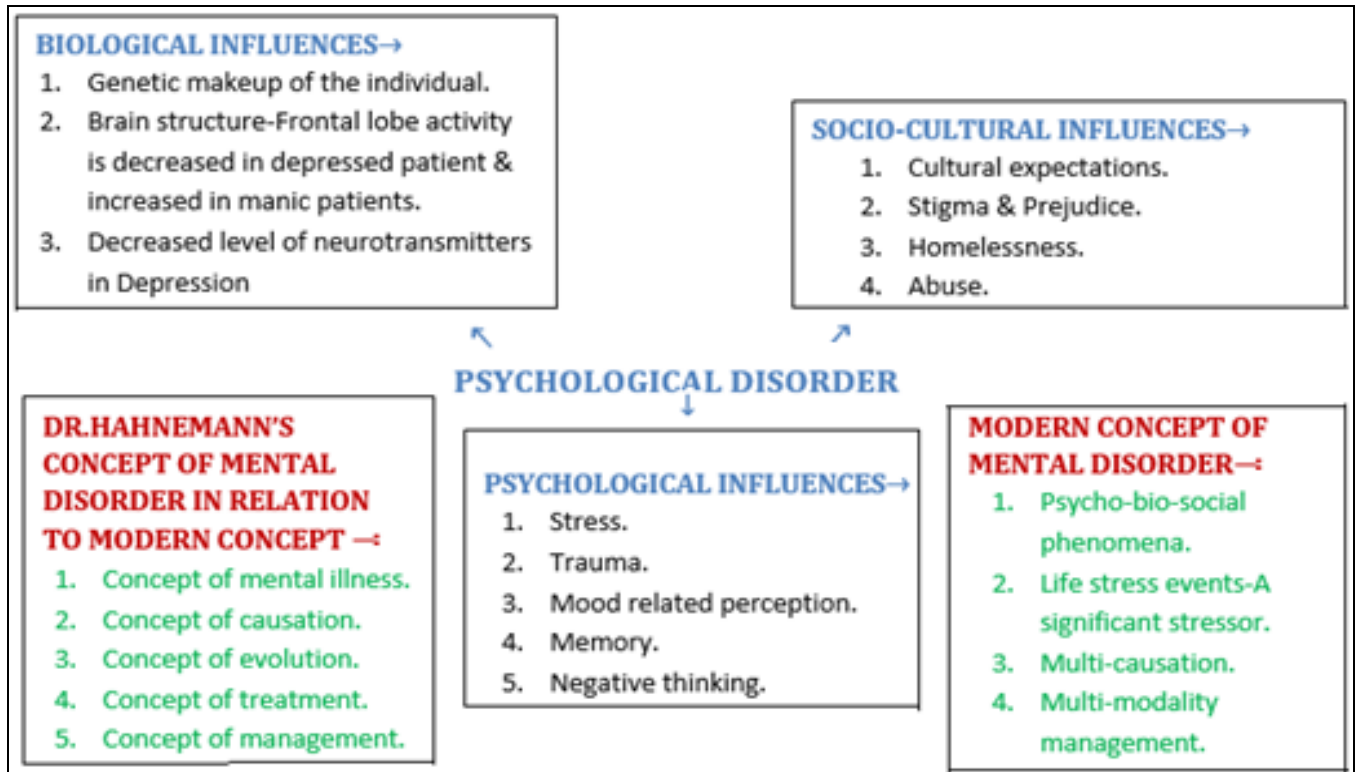 BIOLOGICAL INFLUENCES→
1. Genetic makeup of the individual.
2. Brain structure-Frontal lobe activity
is decreased in depressed patient &
increased in manic patients.
3. Decreased level of neurotransmitters
in Depression
SOCIO-CULTURAL INFLUENCES→
1. Cultural expectations.
2. Stigma & Prejudice.
3. Homelessness.
4. Abuse.
↖
↗
PSYCHOLOGICAL DISORDER
↓
DR.HAHNEMANN'S
CONCEPT OF MENTAL
DISORDER IN RELATION
TO MODERN CONCEPT –:
1. Concept of mental illness.
2. Concept of causation.
3. Concept of evolution.
4. Concept of treatment.
5. Concept of management.
PSYCHOLOGICAL INFLUENCES→
1. Stress.
2. Trauma.
3. Mood related perception.
4. Memory.
5. Negative thinking.
MODERN CONCEPT OF
MENTAL DISORDER–:
1. Psycho-bio-social
phenomena.
2. Life stress events-A
significant stressor.
3. Multi-causation.
4. Multi-modality
management.